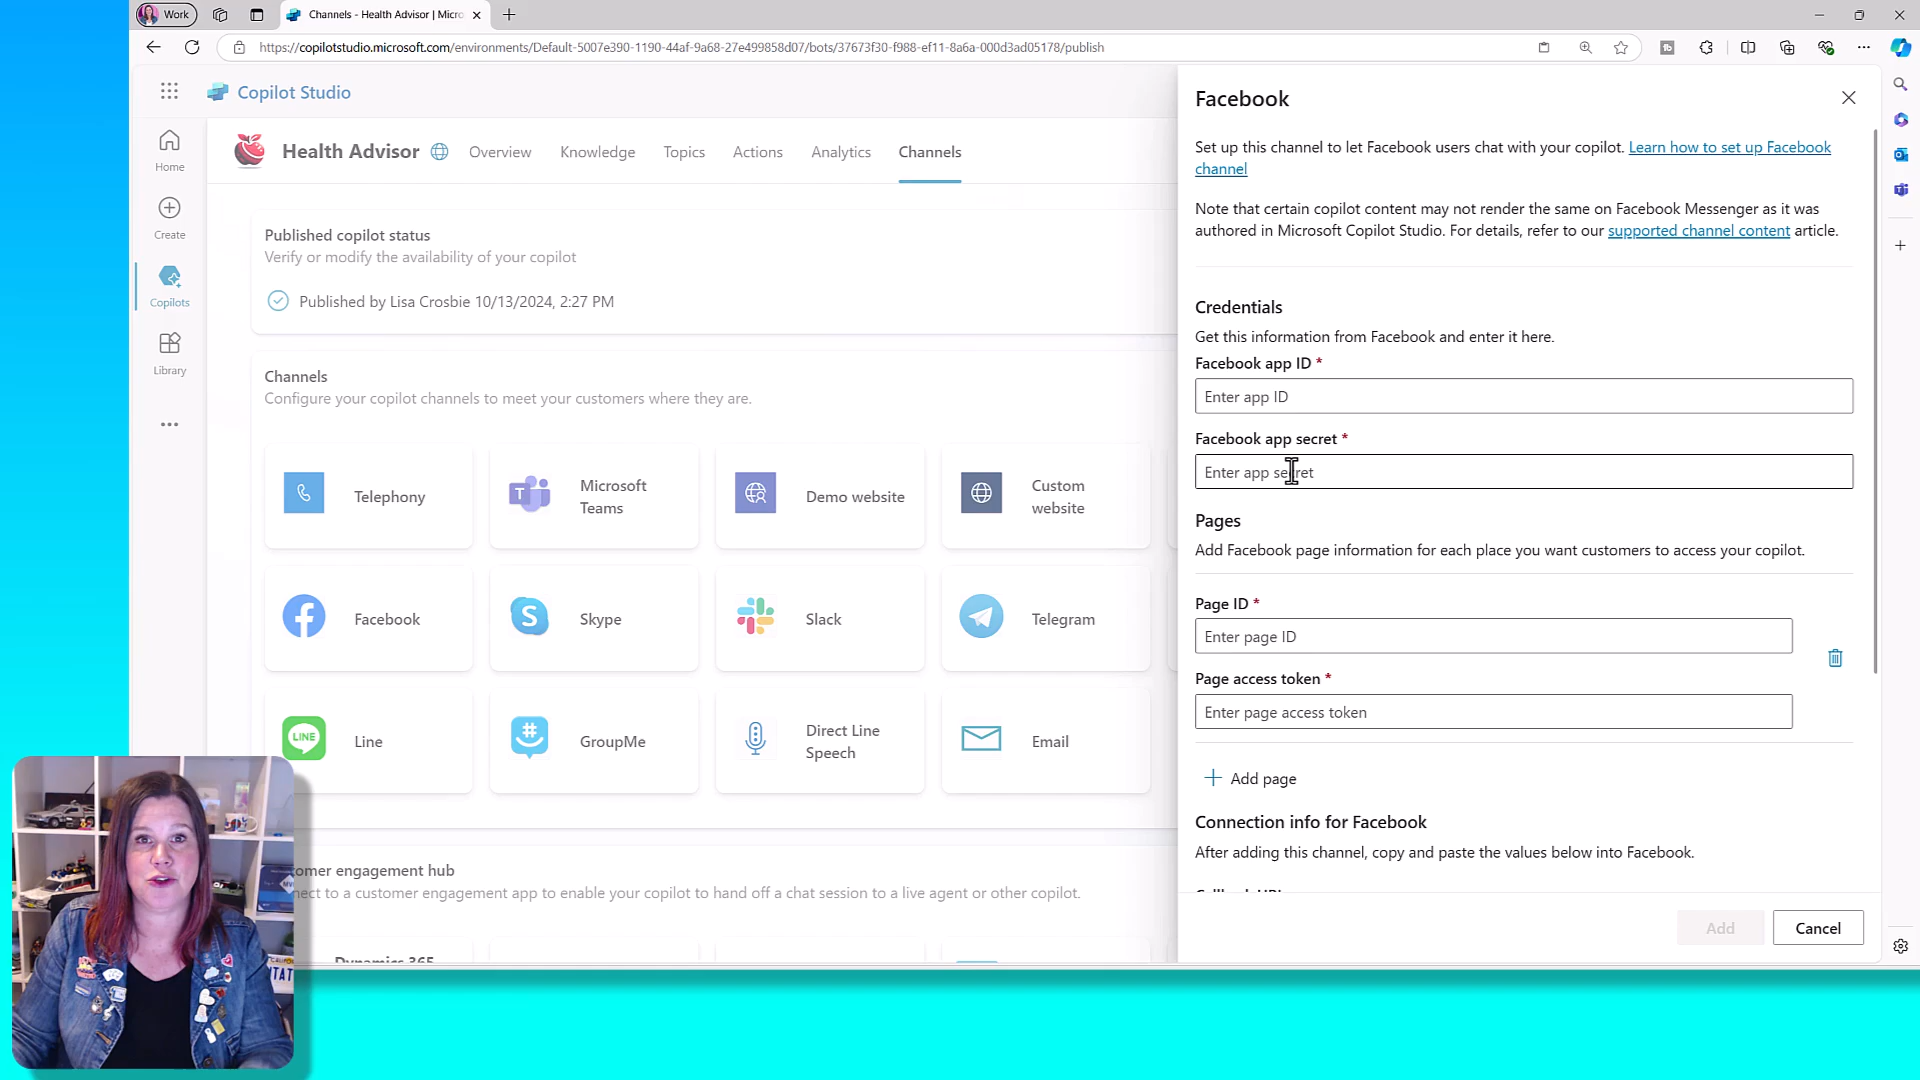 Work
Channels - Health Advisor | Micro
https://copilotstudio.microsoft.com/environments/Default-5007e390-1190-44af-9a68-27e499858d07/bots/37673f30-f988-ef11-8a6a-000d3ad05178/publish
Copilot Studio
Home
Create
Copilots
Library
Health Advisor
Overview
Knowledge
Topics
Actions
Analytics
Channels
Published copilot status
Verify or modify the availability of your copilot
Published by Lisa Crosbie 10/13/2024, 2:27 PM
Channels
Configure your copilot channels to meet your customers where they are.
Telephony
Microsoft
Teams
Demo website
Custom
website
Facebook
Skype
Slack
Telegram
LINE
Line
GroupMe
Direct Line
Speech
Email
omer engagement hub
nect to a customer engagement app to enable your copilot to hand off a chat session to a live agent or other copilot.
Dynamics 365
Facebook
Set up this channel to let Facebook users chat with your copilot. Learn how to set up Facebook
channel
Note that certain copilot content may not render the same on Facebook Messenger as it was
authored in Microsoft Copilot Studio. For details, refer to our supported channel content article.
Credentials
Get this information from Facebook and enter it here.
Facebook app ID *
Enter app ID
Facebook app secret *
Enter app secret
Pages
Add Facebook page information for each place you want customers to access your copilot.
Page ID *
Enter page ID
Page access token *
Enter page access token
Add page
Connection info for Facebook
After adding this channel, copy and paste the values below into Facebook.
Add
Cancel